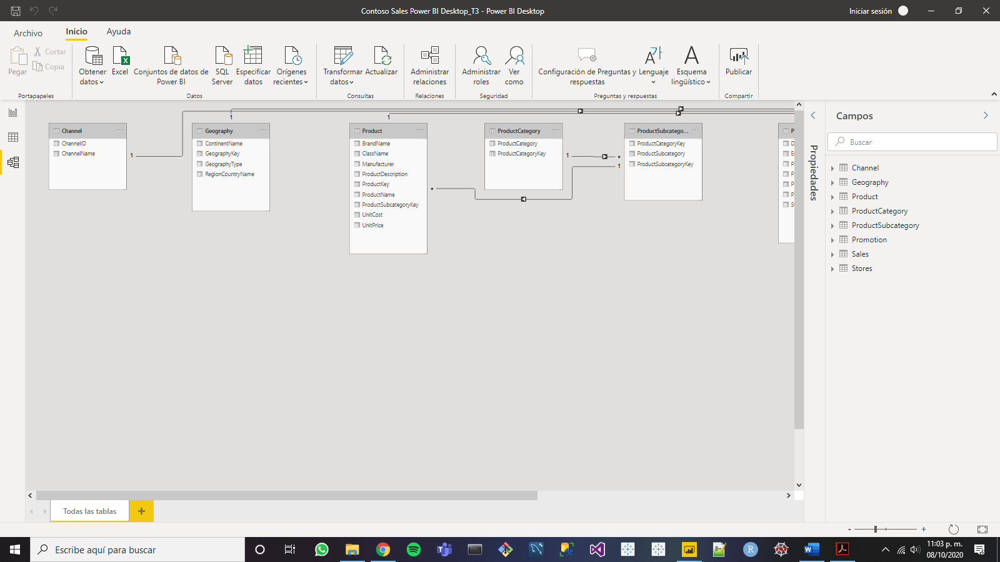 Contoso Sales Power BI Desktop_T3 - Power BI Desktop
Iniciar sesión
Archivo
Inicio
Ayuda
Pegar
Cortar
Copia
Portapapeles
Obtener datos
Excel
Conjuntos de datos de Power BI
SQL Server
Especificar datos
Orígenes recientes
Datos
Transformar datos
Actualizar
Consultas
Administrar relaciones
Relaciones
Administrar roles
Ver como
Seguridad
Configuración de Preguntas y respuestas
Lenguaje
Esquema lingüístico
Preguntas y respuestas
Publicar
Compartir
1
1
Channel
ChannelID
ChannelName
1
Geography
ContinentName
GeographyKey
GeographyType
RegionCountryName
Product
BrandName
ClassName
Manufacturer
ProductDescription
ProductKey
ProductName
ProductSubcategoryKey
UnitCost
UnitPrice
*
ProductCategory
ProductCategory
ProductCategoryKey
1
*
1
ProductSubcatego...
ProductCategoryKey
ProductSubcategory
ProductSubcategoryKey
P
D
E
P
P
P
P
S
Propiedades
Campos
Buscar
Channel
Geography
Product
ProductCategory
ProductSubcategory
Promotion
Sales
Stores
Todas las tablas
+
- +
Escribe aquí para buscar
11:03 p. m.
08/10/2020